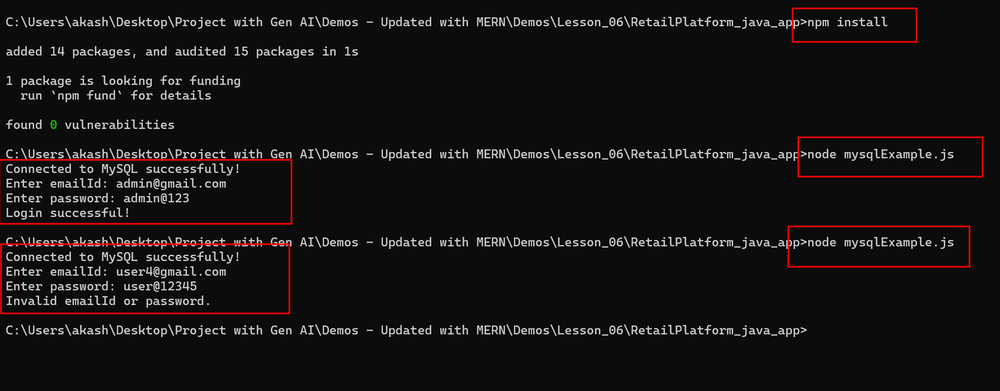 C:\Users\akash\Desktop\Project with Gen AI\Demos - Updated with MERN\Demos\Lesson_06\RetailPlatform_java_app>npm install
added 14 packages, and audited 15 packages in 1s
1 package is looking for funding
  run `npm fund` for details
found 0 vulnerabilities
C:\Users\akash\Desktop\Project with Gen AI\Demos - Updated with MERN\Demos\Lesson_06\RetailPlatform_java_app>node mysqlExample.js
Connected to MySQL successfully!
Enter emailId: admin@gmail.com
Enter password: admin@123
Login successful!
C:\Users\akash\Desktop\Project with Gen AI\Demos - Updated with MERN\Demos\Lesson_06\RetailPlatform_java_app>node mysqlExample.js
Connected to MySQL successfully!
Enter emailId: user4@gmail.com
Enter password: user@12345
Invalid emailId or password.
C:\Users\akash\Desktop\Project with Gen AI\Demos - Updated with MERN\Demos\Lesson_06\RetailPlatform_java_app>